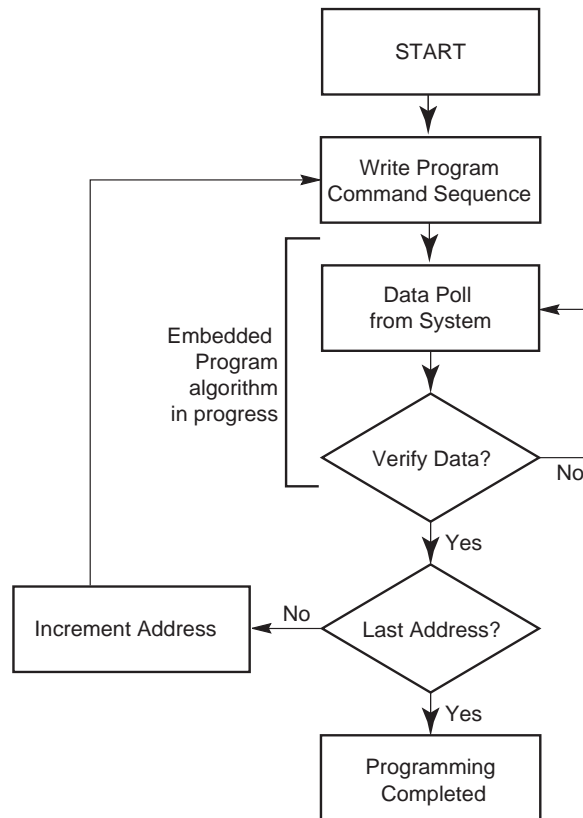 START
Write Program
Command Sequence
Data Poll
from System
Embedded
Program
algorithm
in progress
Verify Data?
No
Yes
Increment Address
No
Last Address?
Yes
Programming
Completed